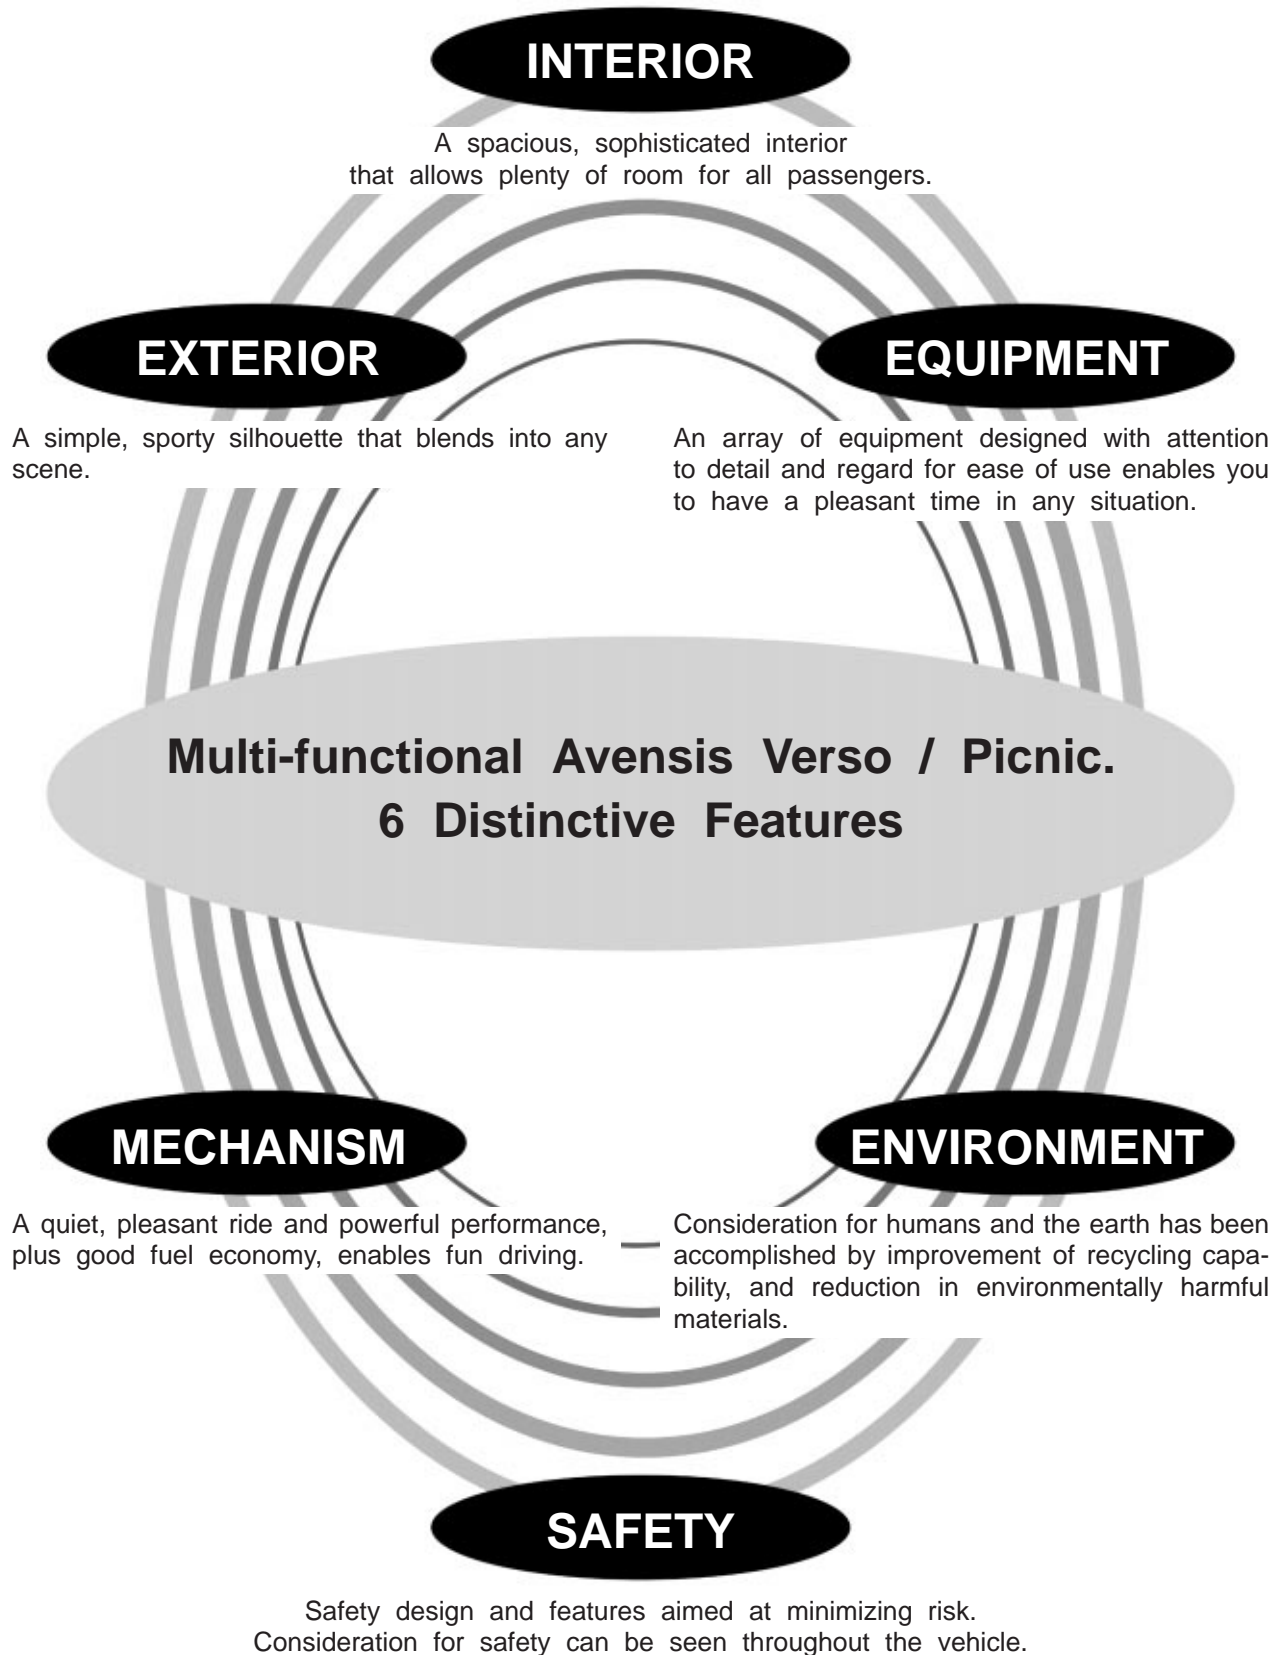 INTERIOR
A spacious, sophisticated interior
that allows plenty of room for all passengers.
EXTERIOR
A simple, sporty silhouette that blends into any
scene.
EQUIPMENT
An array of equipment designed with attention
to detail and regard for ease of use enables you
to have a pleasant time in any situation.
Multi-functional Avensis Verso / Picnic.
6 Distinctive Features
MECHANISM
A quiet, pleasant ride and powerful performance,
plus good fuel economy, enables fun driving.
ENVIRONMENT
Consideration for humans and the earth has been
accomplished by improvement of recycling capa-
bility, and reduction in environmentally harmful
materials.
SAFETY
Safety design and features aimed at minimizing risk.
Consideration for safety can be seen throughout the vehicle.